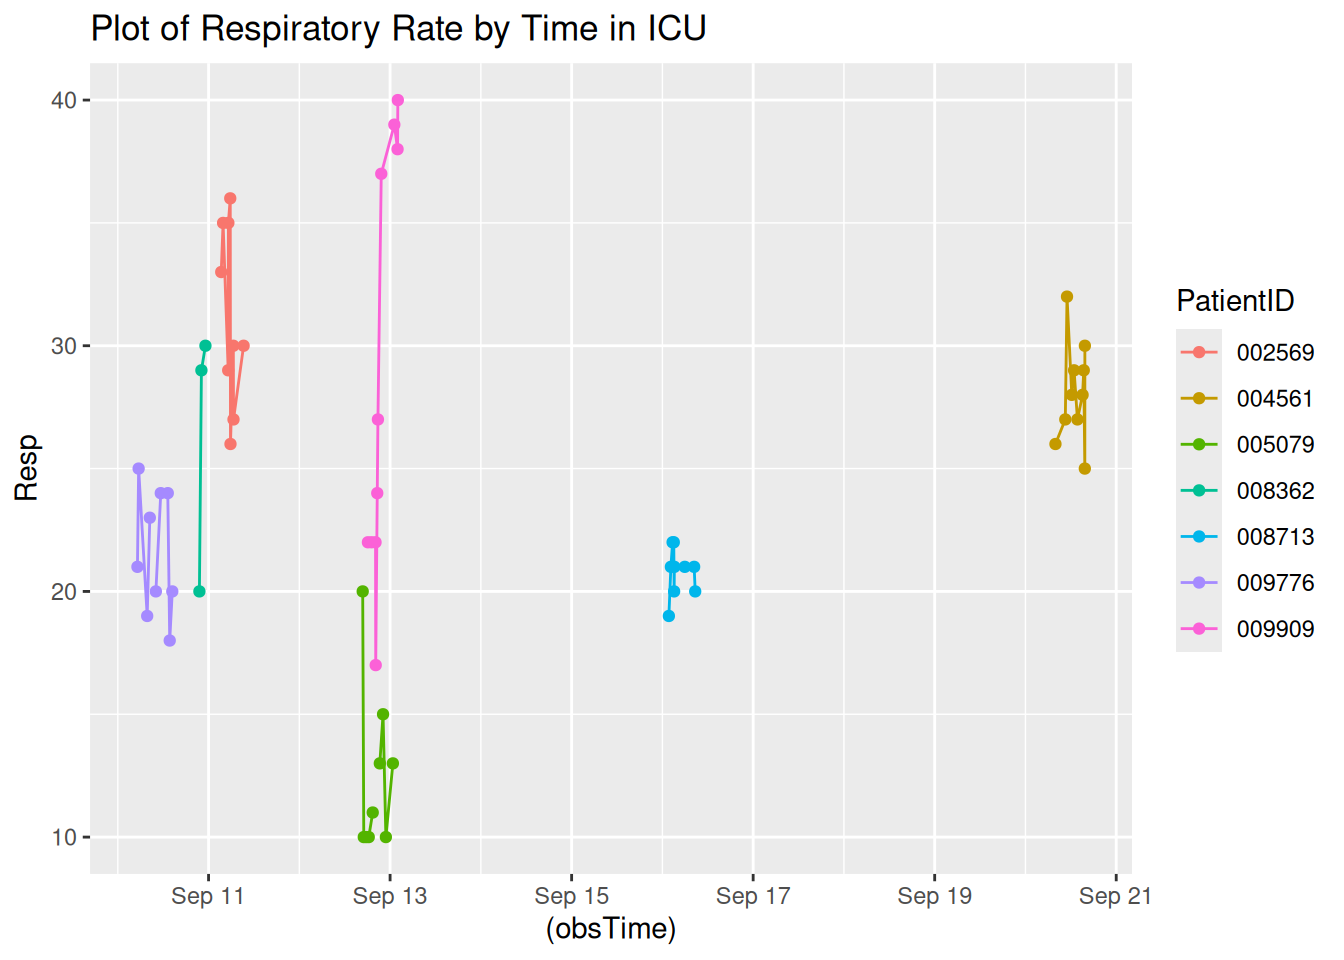 Plot of Respiratory Rate by Time in ICU
40
30
20
10
Resp
Sep 11 Sep 13 Sep 15 Sep 17 Sep 19 Sep 21
(obsTime)
PatientID
002569
004561
005079
008362
008713
009776
009909